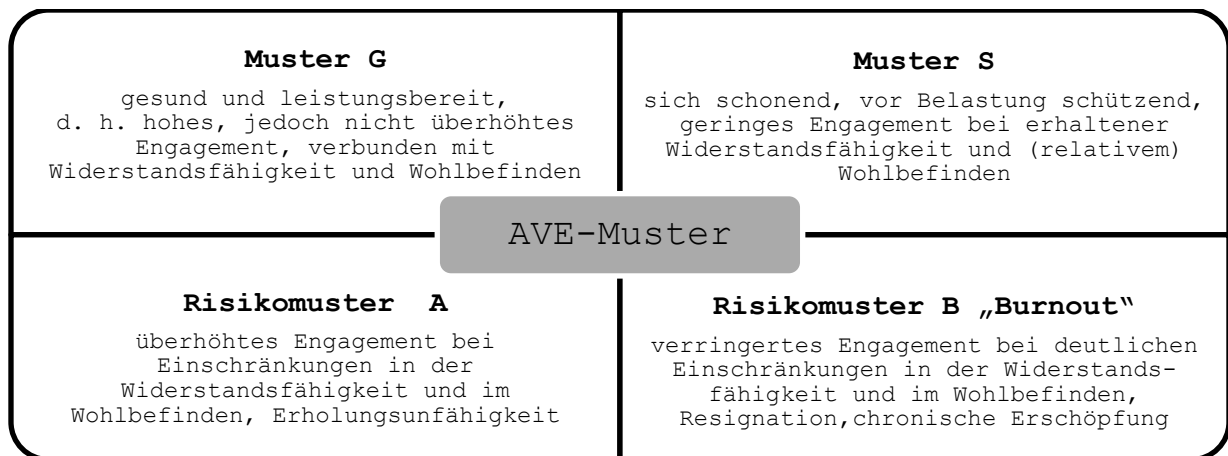 Muster G
gesund und leistungsbereit,
d. h. hohes, jedoch nicht überhöhtes
Engagement, verbunden mit
Widerstandsfähigkeit und Wohlbefinden
Muster S
sich schonend, vor Belastung schützend,
geringes Engagement bei erhaltener
Widerstandsfähigkeit und (relativem)
Wohlbefinden
AVE-Muster
Risikomuster A
überhöhtes Engagement bei
Einschränkungen in der
Widerstandsfähigkeit und im
Wohlbefinden, Erholungsunfähigkeit
Risikomuster B „Burnout“
verringertes Engagement bei deutlichen
Einschränkungen in der Widerstands-
fähigkeit und im Wohlbefinden,
Resignation,chronische Erschöpfung